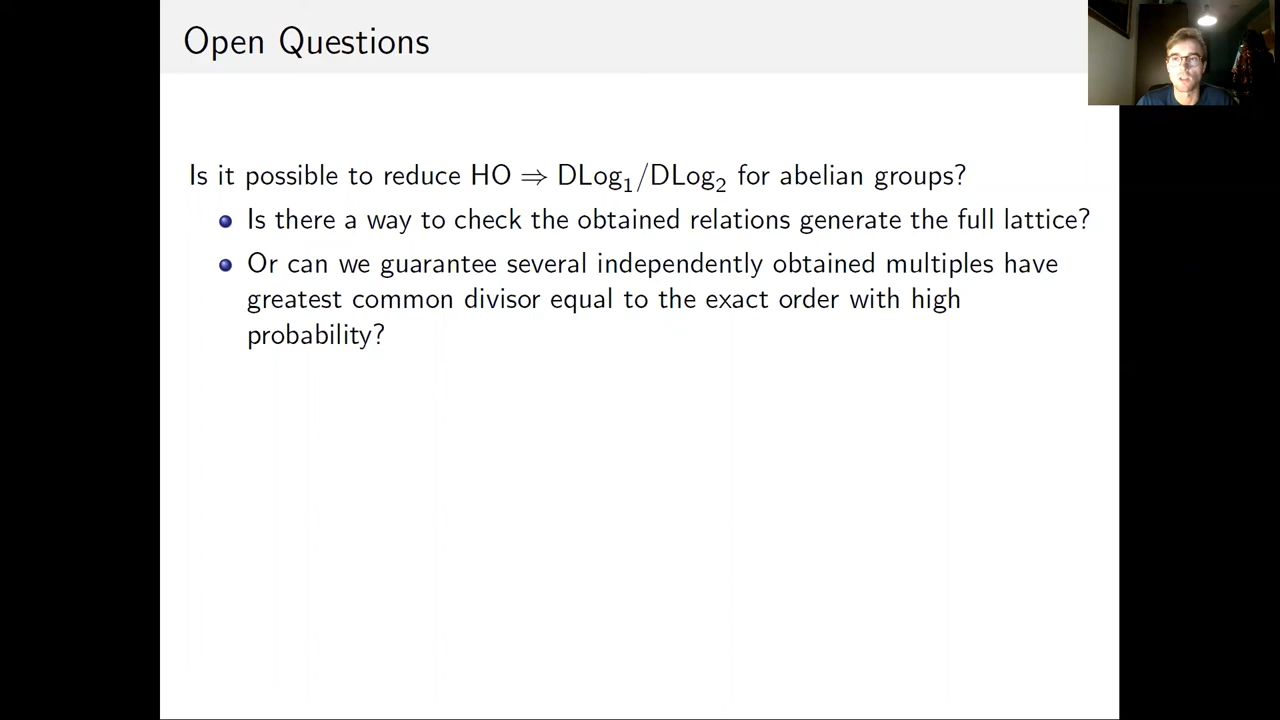 Open Questions
Is it possible to reduce HO ⇒ DLog₁/DLog₂ for abelian groups?
Is there a way to check the obtained relations generate the full lattice?
Or can we guarantee several independently obtained multiples have
greatest common divisor equal to the exact order with high
probability?